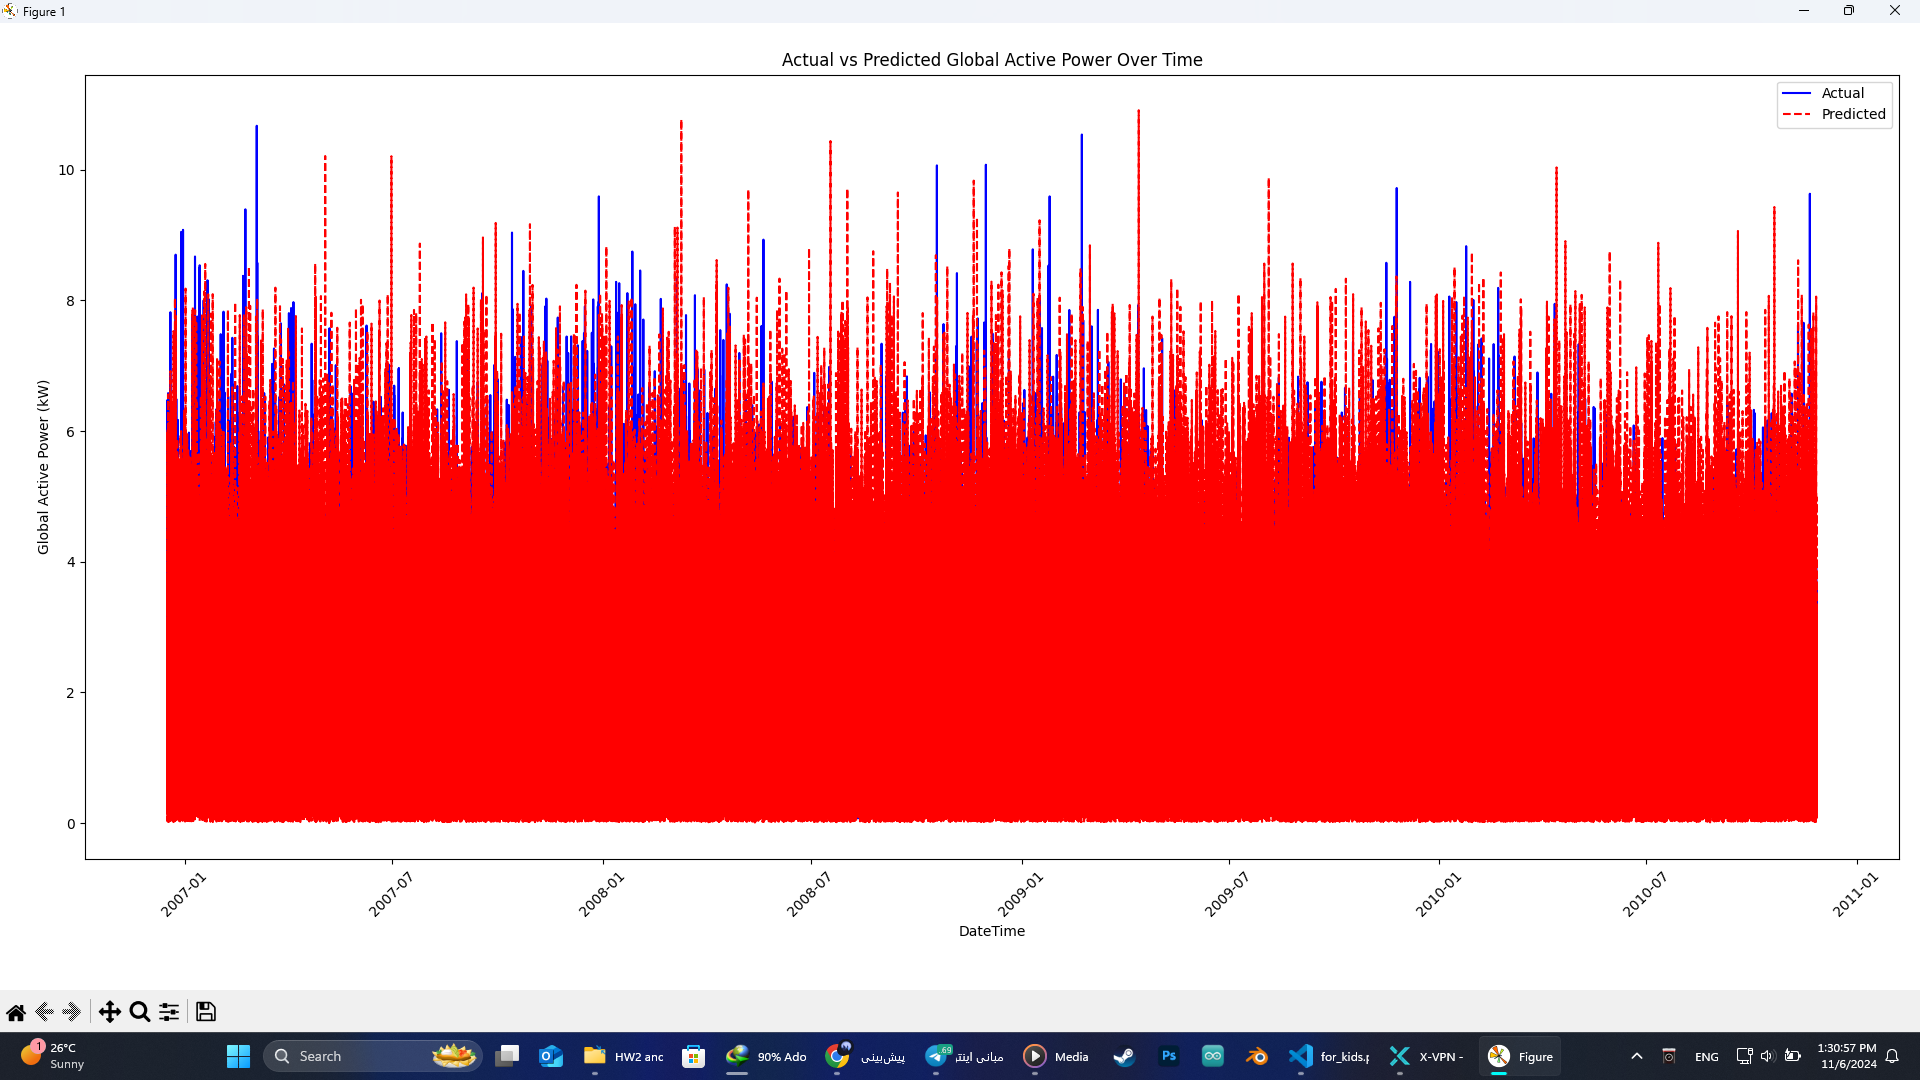 Figure 1
Actual vs Predicted Global Active Power Over Time
Actual
Predicted
Global Active Power (kW)
10
8
6
4
2
0
2007-01
2007-07
2008-01
2008-07
2009-01
2009-07
2010-01
2010-07
2011-01
DateTime
1
26°C
Sunny
Search
HW2 anc
90% Ado
پیش‌بینی
.69
مبانی اینتر
Media
Ps
for_kids.p
X-VPN -
Figure
ENG
1:30:57 PM
11/6/2024